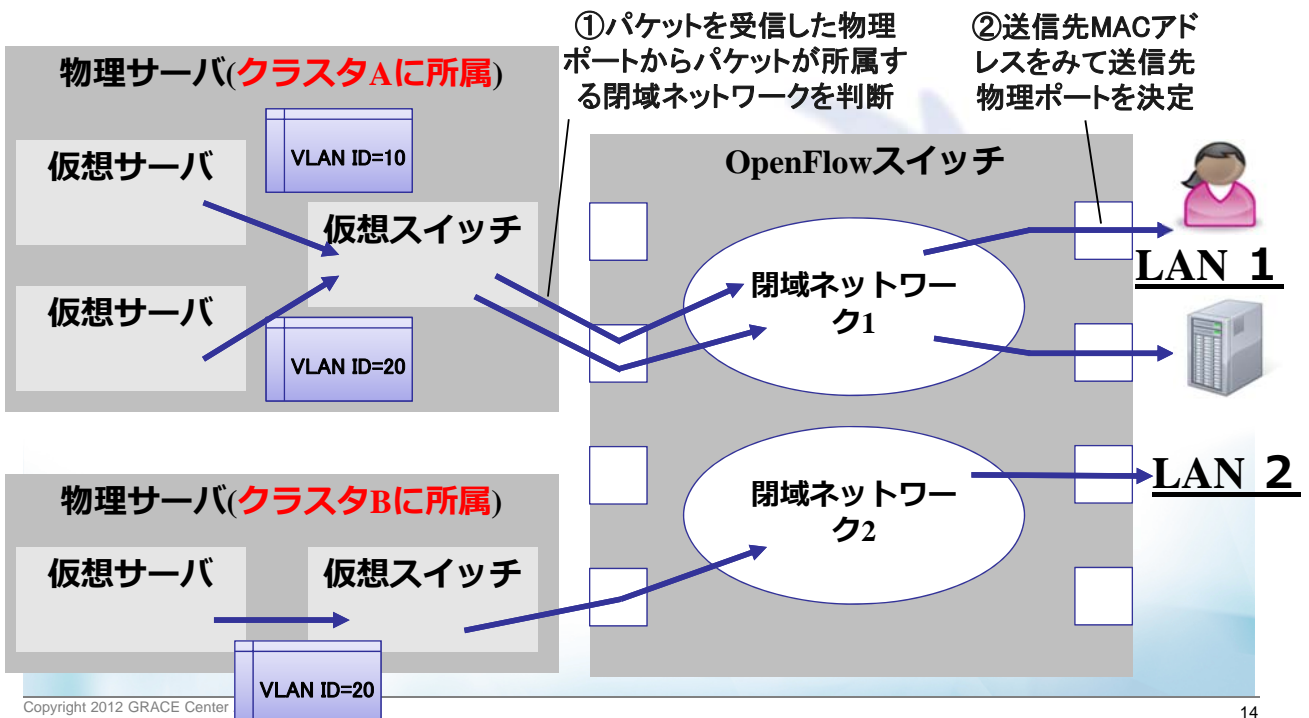 ①パケットを受信した物理
ポートからパケットが所属す
る閉域ネットワークを判断
②送信先MACアド
レスをみて送信先
物理ポートを決定
物理サーバ(クラスタAに所属)
VLAN ID=10
仮想サーバ
仮想スイッチ
仮想サーバ
VLAN ID=20
OpenFlowスイッチ
閉域ネットワー
ク1
LAN 1
閉域ネットワー
ク2
LAN 2
物理サーバ(クラスタBに所属)
仮想サーバ
仮想スイッチ
VLAN ID=20
Copyright 2012 GRACE Center
14